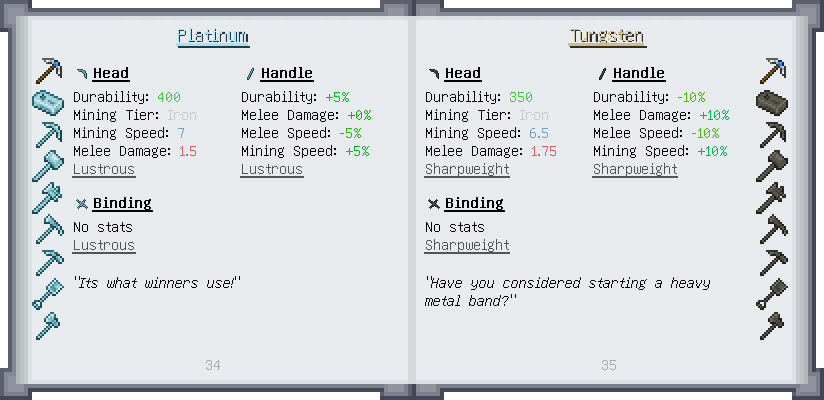 Platinum
Head
Durability: 400
Mining Tier: Iron
Mining Speed: 7
Melee Damage: 1.5
Lustrous
Handle
Durability: +5%
Melee Damage: +0%
Melee Speed: -5%
Mining Speed: +5%
Lustrous
Binding
No stats
Lustrous
"Its what winners use!"
34
Tungsten
Head
Durability: 350
Mining Tier: Iron
Mining Speed: 6.5
Melee Damage: 1.75
Sharpweight
Handle
Durability: -10%
Melee Damage: +10%
Melee Speed: -10%
Mining Speed: +10%
Sharpweight
Binding
No stats
Sharpweight
"Have you considered starting a heavy
metal band?"
35